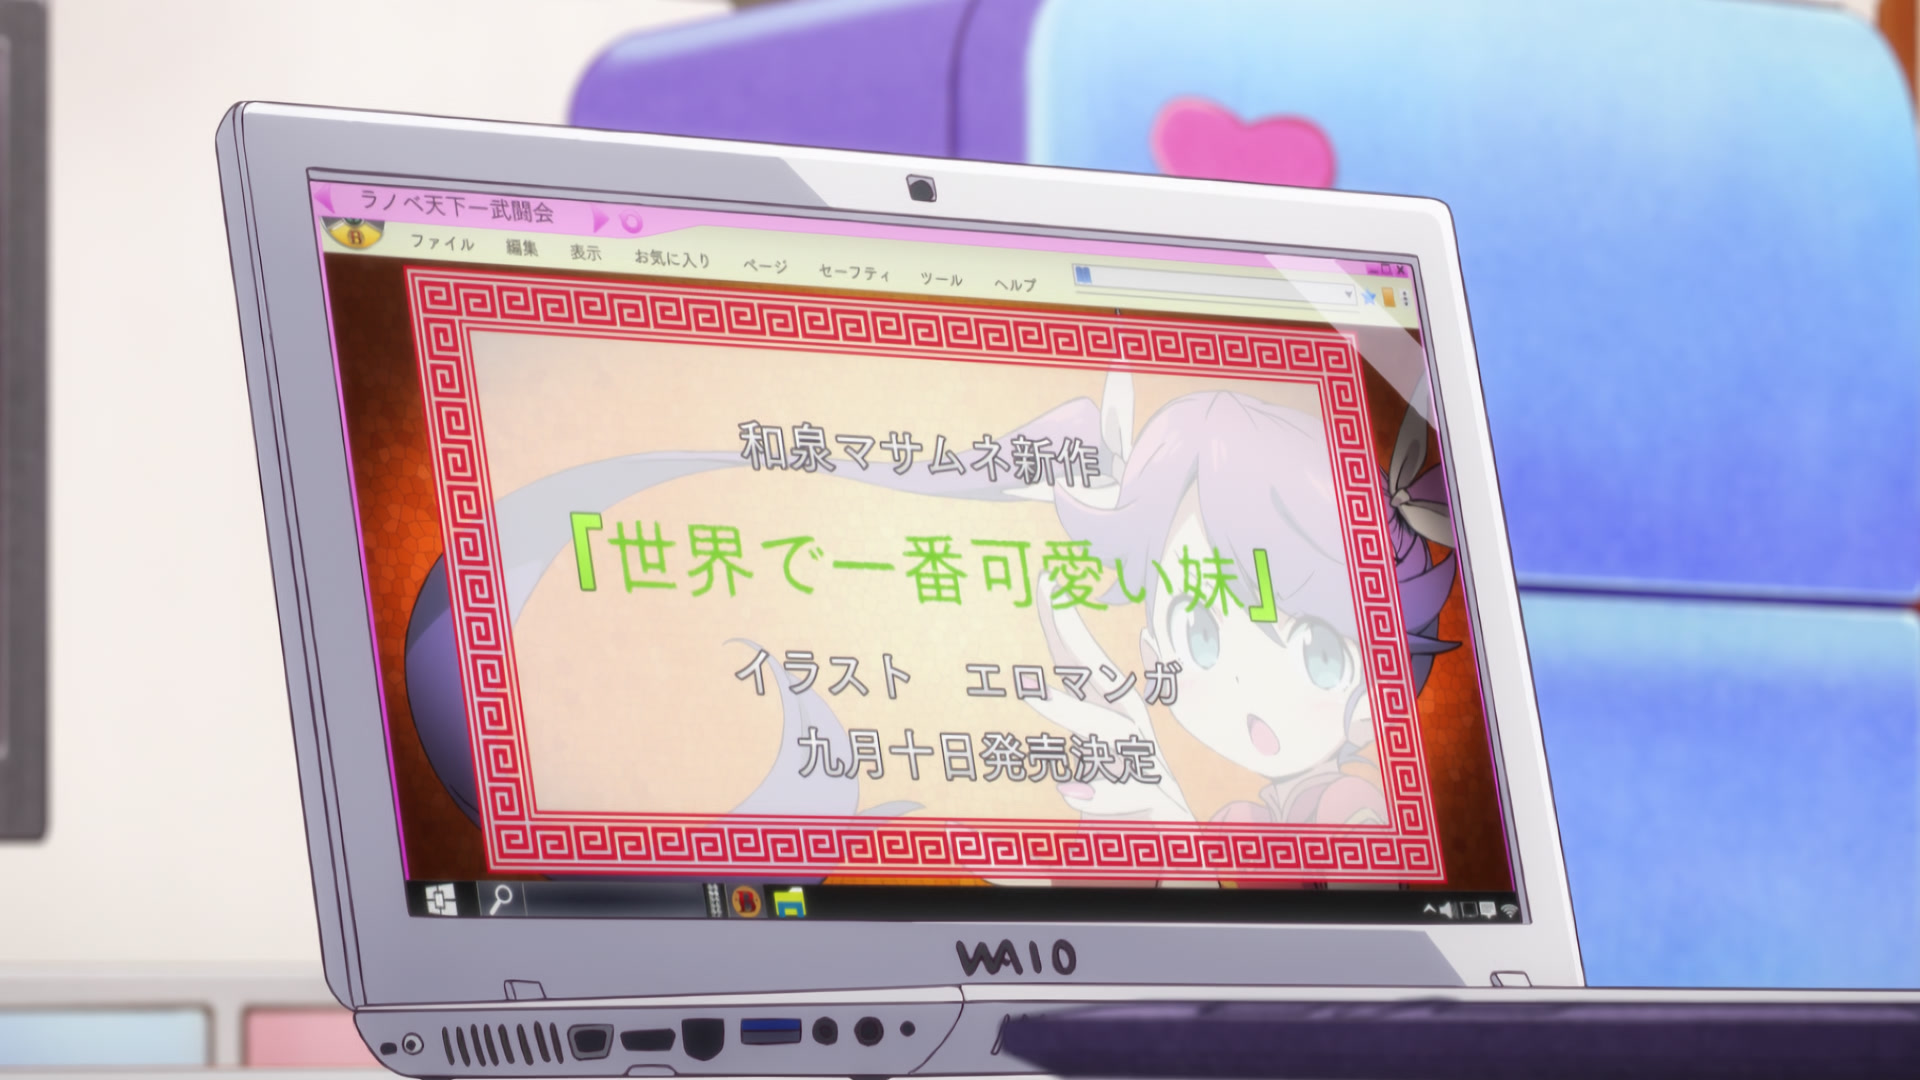 ラノベ天下一武闘会
ファイル 編集 表示 お気に入り ページ セーフティ ツール ヘルプ
和泉マサムネ新作
『世界で一番可愛い妹』
イラスト　エロマンガ
九月十日発売決定
WAIO